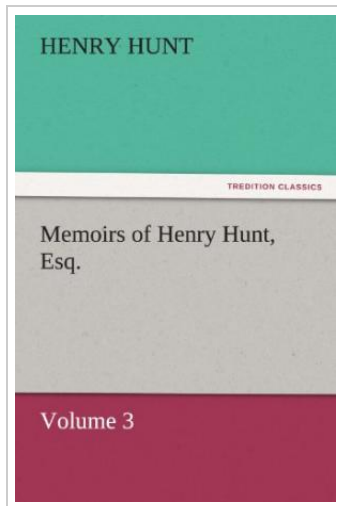 HENRY HUNT
TREDITION CLASSICS
Memoirs of Henry Hunt,
Esq.
Volume 3